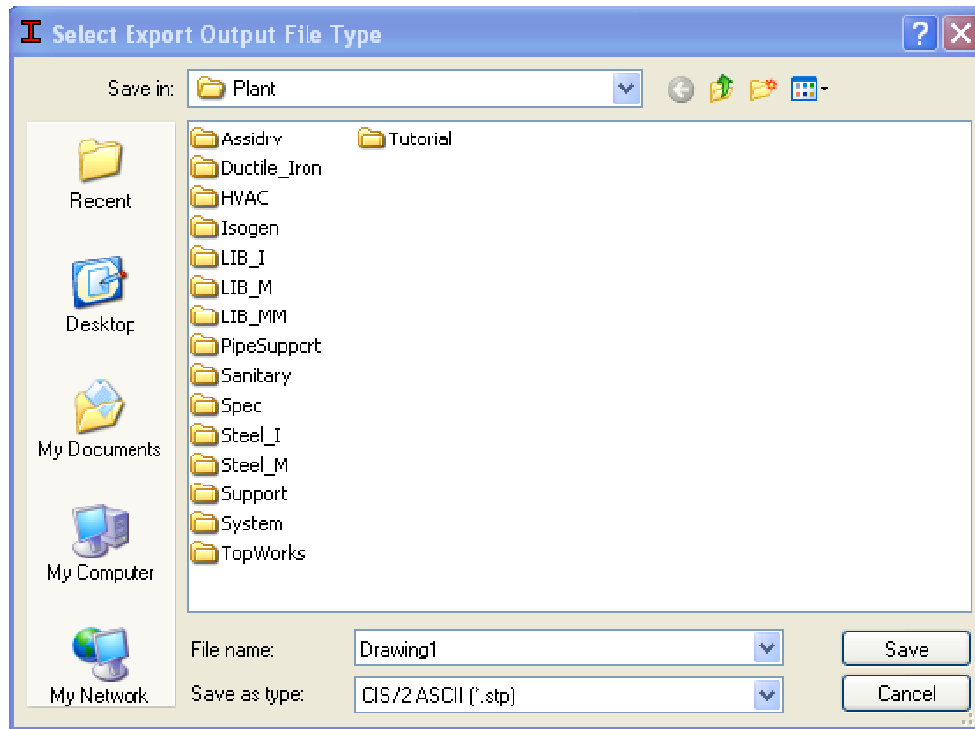 Select Export Output File Type
Save in: Plant
Recent
Desktop
My Documents
My Computer
My Network
Assidrv
Ductile_Iron
HVAC
Isogen
LIB_I
LIB_M
LIB_MM
PipeSupport
Sanitary
Spec
Steel_I
Steel_M
Support
System
TopWorks
Tutorial
File name: Drawing1 Save
Save as type: CIS/2 ASCII (*.stp) Cancel